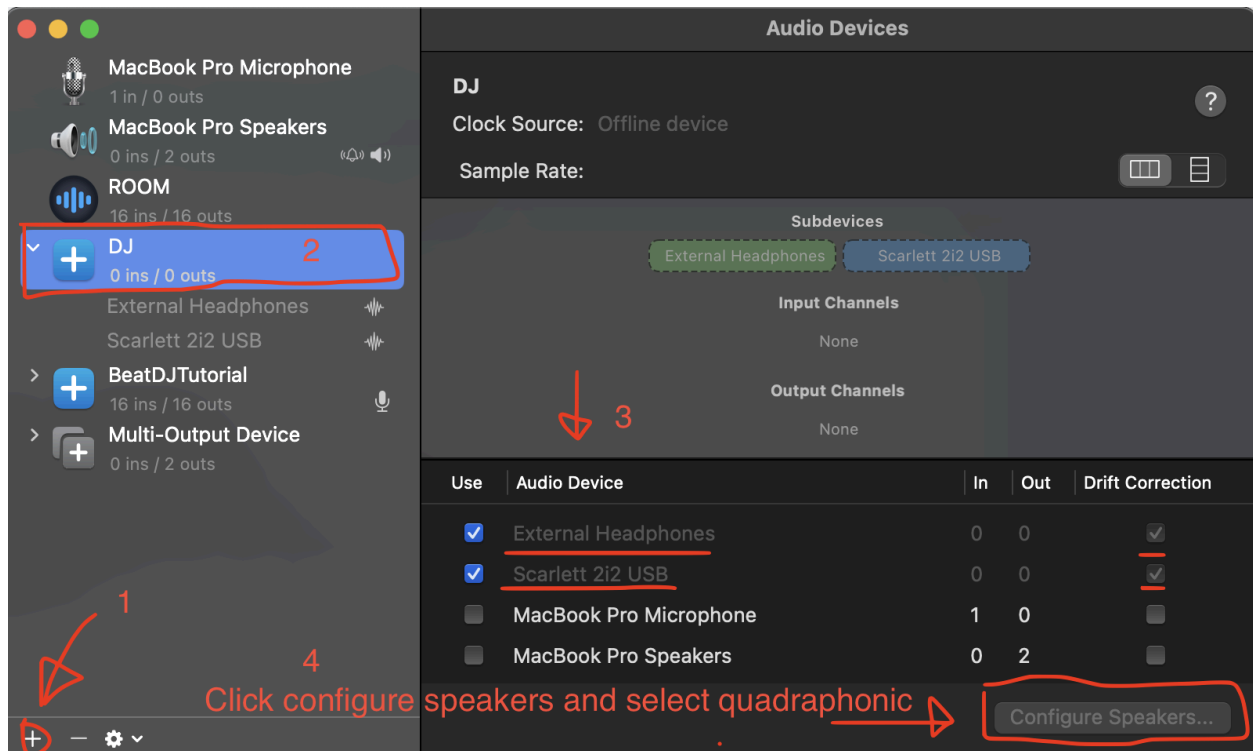 Audio Devices
MacBook Pro Microphone
1 in / 0 outs
MacBook Pro Speakers
0 ins / 2 outs
ROOM
16 ins / 16 outs
DJ
0 ins / 0 outs
2
External Headphones
Scarlett 2i2 USB
BeatDJTutorial
16 ins / 16 outs
Multi-Output Device
0 ins / 2 outs
1
DJ
?
Clock Source: Offline device
Sample Rate:
Subdevices
External Headphones Scarlett 2i2 USB
Input Channels
None
Output Channels
None
3
Use Audio Device In Out Drift Correction
External Headphones 0 0
Scarlett 2i2 USB 0 0
MacBook Pro Microphone 1 0
MacBook Pro Speakers 0 2
4
Click configure speakers and select quadraphonic
Configure Speakers...